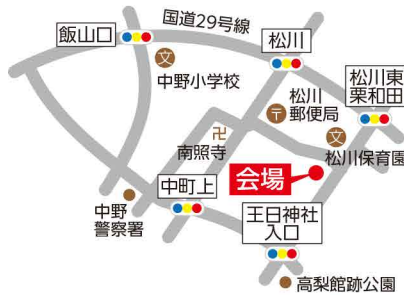 国道29号線
飯山口
松川
文
中野小学校
松川東
栗和田
〒
松川
郵便局
文
松川保育園
卍
南照寺
会場
中町上
王日神社
入口
中野
警察署
高梨館跡公園